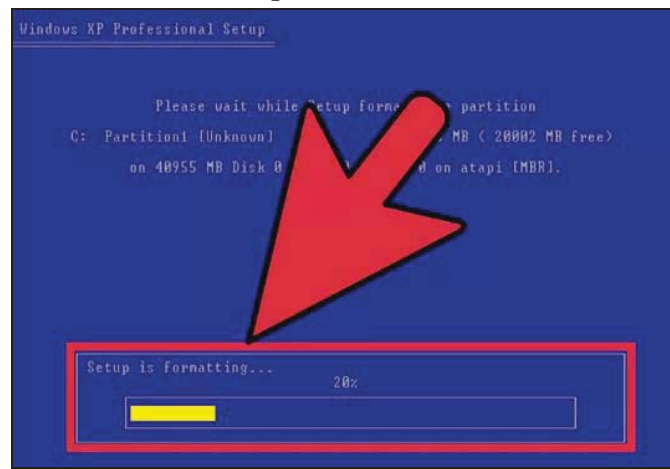 Windows XP Professional Setup
Please wait while Setup partition
C: Partition1 [Unknown] MB ( 20002 MB free)
on 40955 MB Disk 0 0 on atapi [MBR].
Setup is formatting...
20%